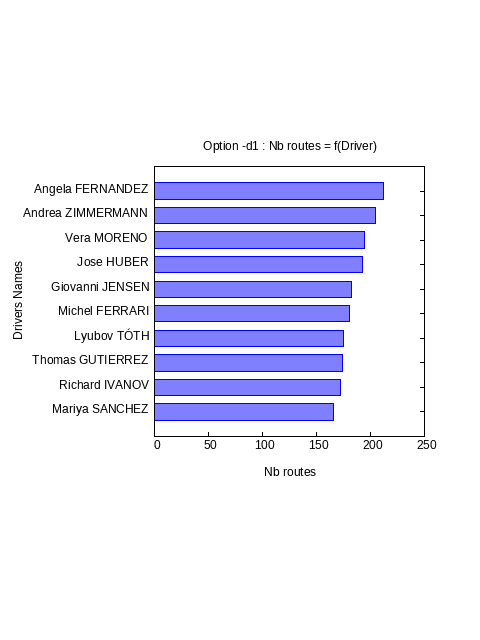 Option -d1 : Nb routes = f(Driver)
Drivers Names
Angela FERNANDEZ
Andrea ZIMMERMANN
Vera MORENO
Jose HUBER
Giovanni JENSEN
Michel FERRARI
Lyubov TÓTH
Thomas GUTIERREZ
Richard IVANOV
Mariya SANCHEZ
0 50 100 150 200 250
Nb routes